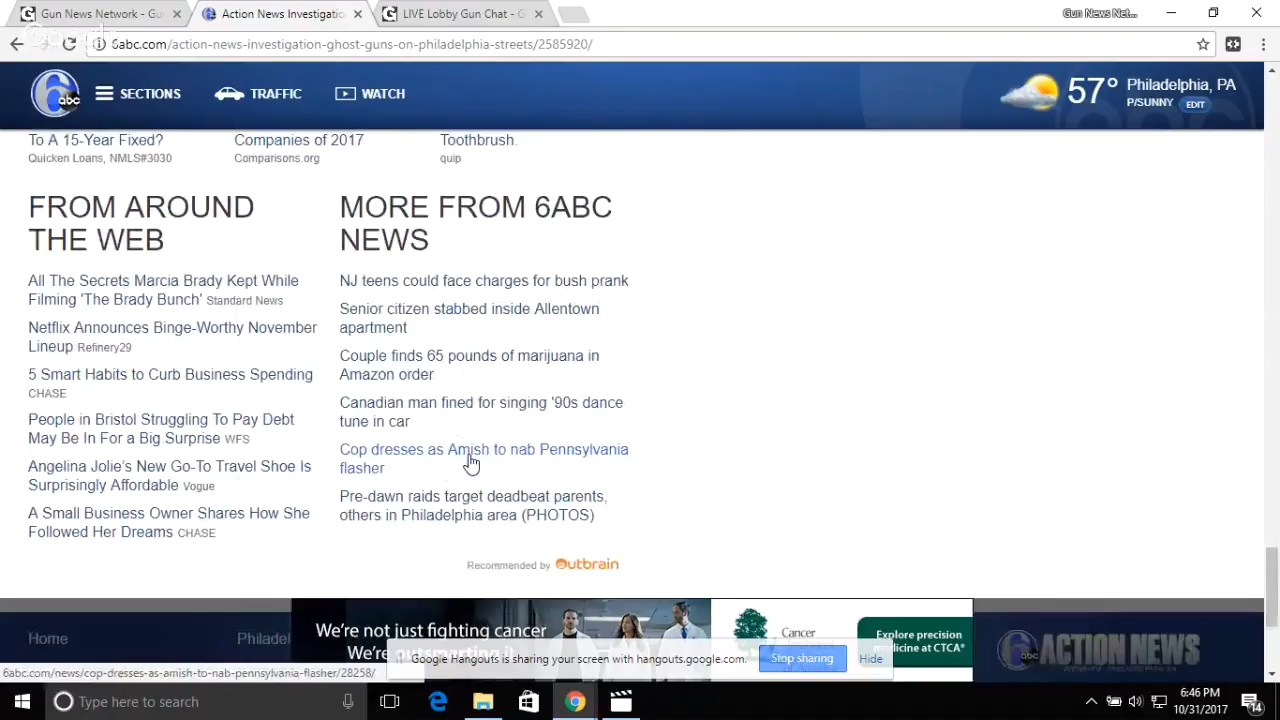 Gun News Network - Gu
Action News Investigatio
LIVE Lobby Gun Chat - G
Gun News Net...
6abc.com/action-news-investigation-ghost-guns-on-philadelphia-streets/2585920/
6
abc
SECTIONS
TRAFFIC
WATCH
57°
Philadelphia, PA
P/SUNNY
EDIT
To A 15-Year Fixed?
Quicken Loans, NMLS#3030
Companies of 2017
Comparisons.org
Toothbrush.
quip
FROM AROUND
THE WEB
All The Secrets Marcia Brady Kept While
Filming 'The Brady Bunch' Standard News
Netflix Announces Binge-Worthy November
Lineup Refinery29
5 Smart Habits to Curb Business Spending
CHASE
People in Bristol Struggling To Pay Debt
May Be In For a Big Surprise WFS
Angelina Jolie's New Go-To Travel Shoe Is
Surprisingly Affordable Vogue
A Small Business Owner Shares How She
Followed Her Dreams CHASE
MORE FROM 6ABC
NEWS
NJ teens could face charges for bush prank
Senior citizen stabbed inside Allentown
apartment
Couple finds 65 pounds of marijuana in
Amazon order
Canadian man fined for singing '90s dance
tune in car
Cop dresses as Amish to nab Pennsylvania
flasher
Pre-dawn raids target deadbeat parents,
others in Philadelphia area (PHOTOS)
Recommended by Outbrain
Home
Philadel
We're not just fighting cancer
We're outsmarting it.
Cancer
Explore precision
medicine at CTCA®
6
abc
ACTION NEWS
Google Hangouts is sharing your screen with hangouts.google.com.
Stop sharing
Hide
6abc.com/news/cop-dresses-as-amish-to-nab-pennsylvania-flasher/28258/
Type here to search
6:46 PM
10/31/2017
14